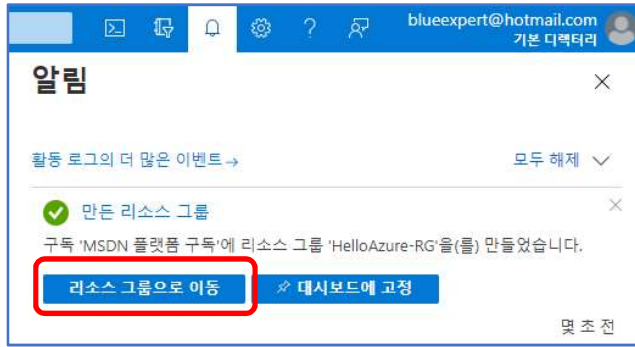 blueexpert@hotmail.com
기본 디렉터리
알림
활동 로그의 더 많은 이벤트→
모두 해제
만든 리소스 그룹
구독 'MSDN 플랫폼 구독'에 리소스 그룹 'HelloAzure-RG'을(를) 만들었습니다.
리소스 그룹으로 이동 대시보드에 고정
몇 초 전